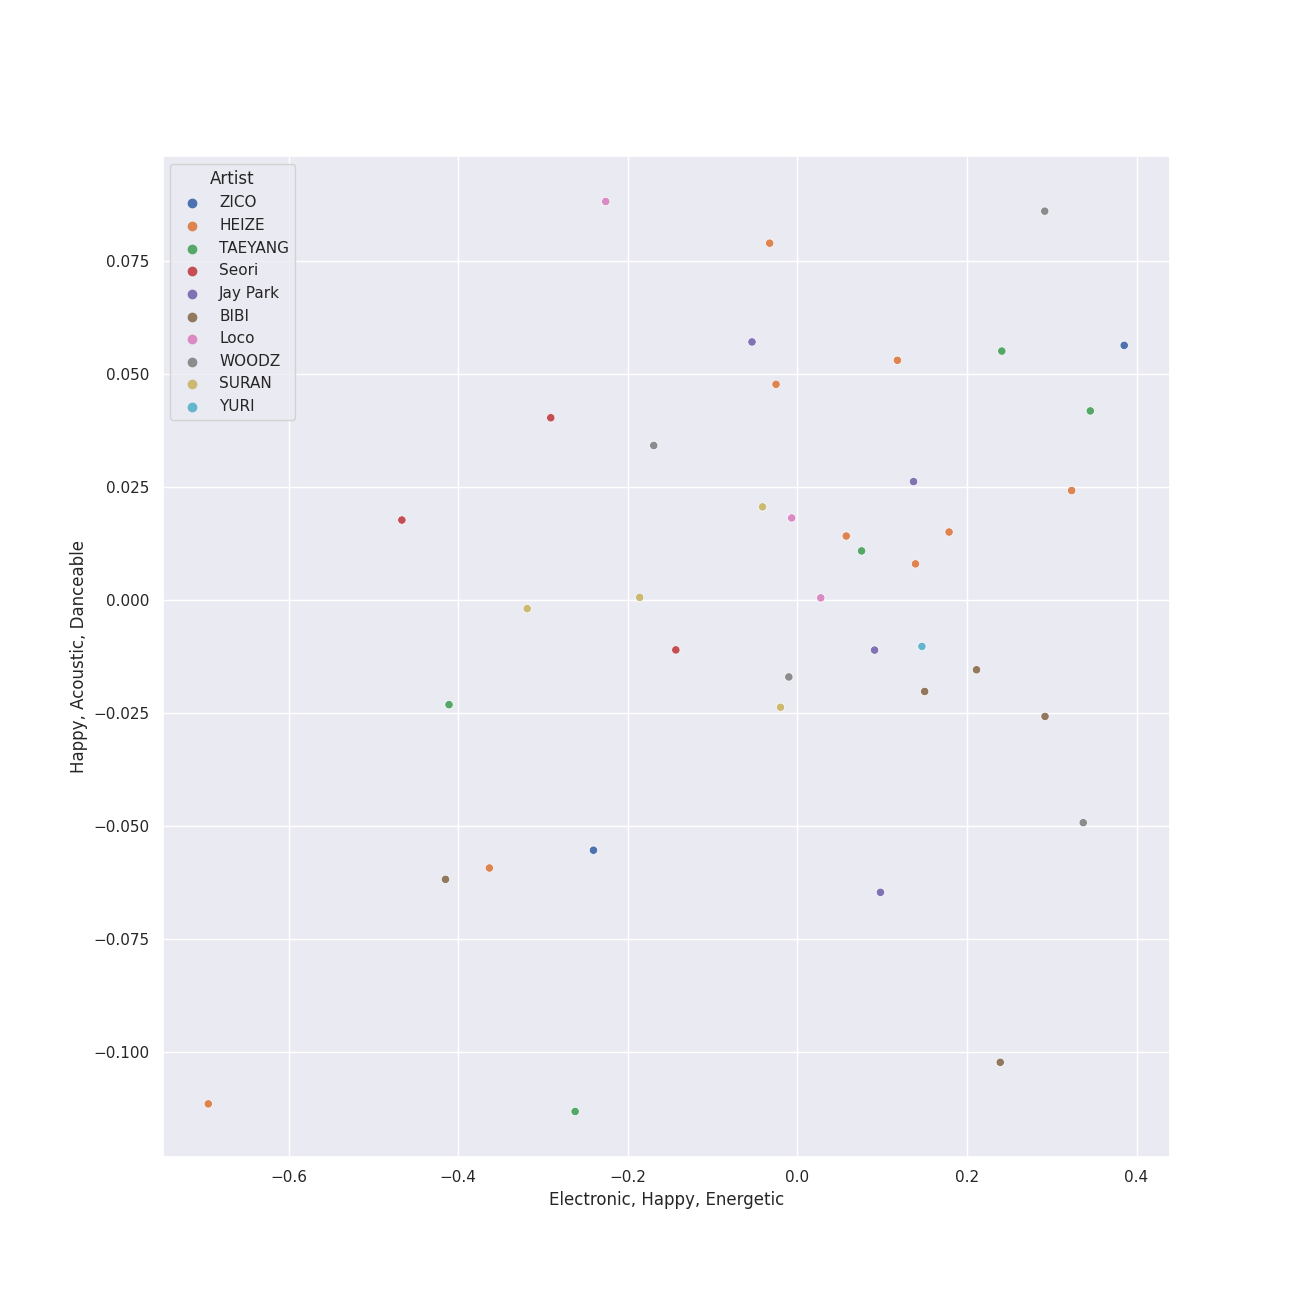 Artist
ZICO
HEIZE
TAEYANG
Seori
Jay Park
BIBI
Loco
WOODZ
SURAN
YURI
0.075
0.050
0.025
0.000
−0.025
−0.050
−0.075
−0.100
Happy, Acoustic, Danceable
−0.6 −0.4 −0.2 0.0 0.2 0.4
Electronic, Happy, Energetic